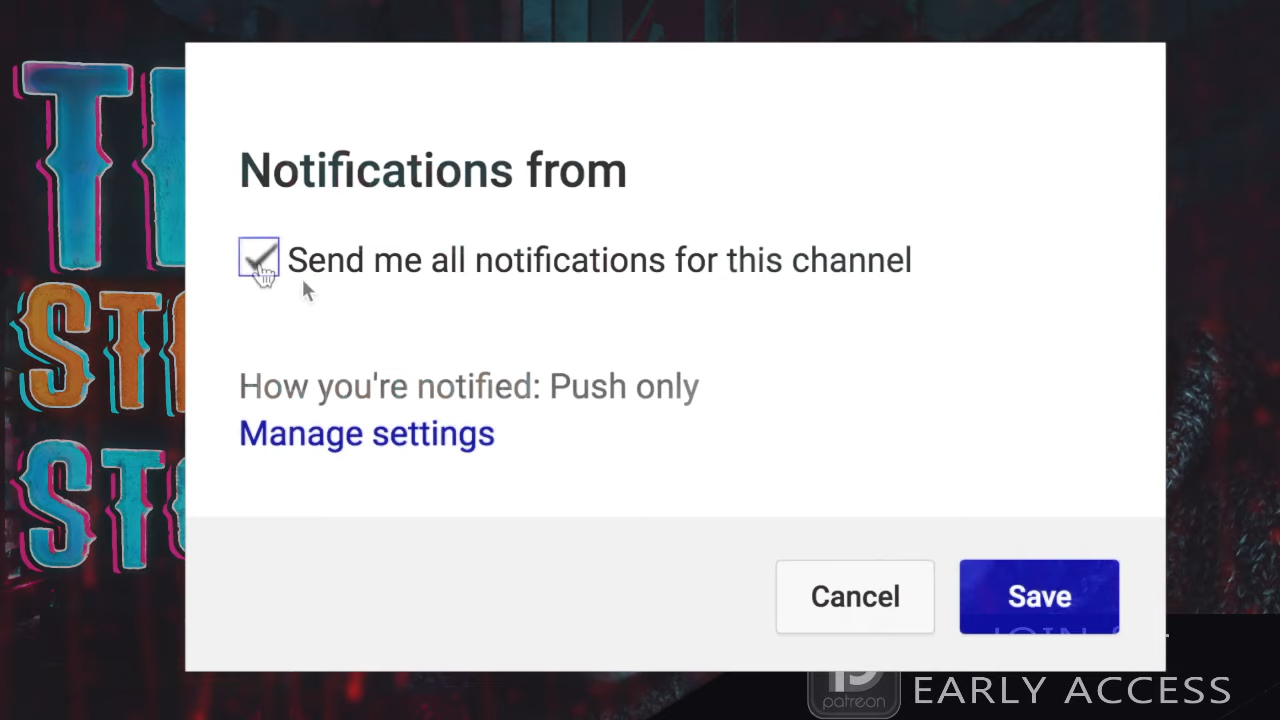 Notifications from
Send me all notifications for this channel
How you're notified: Push only
Manage settings
Cancel
Save
patreon
EARLY ACCESS